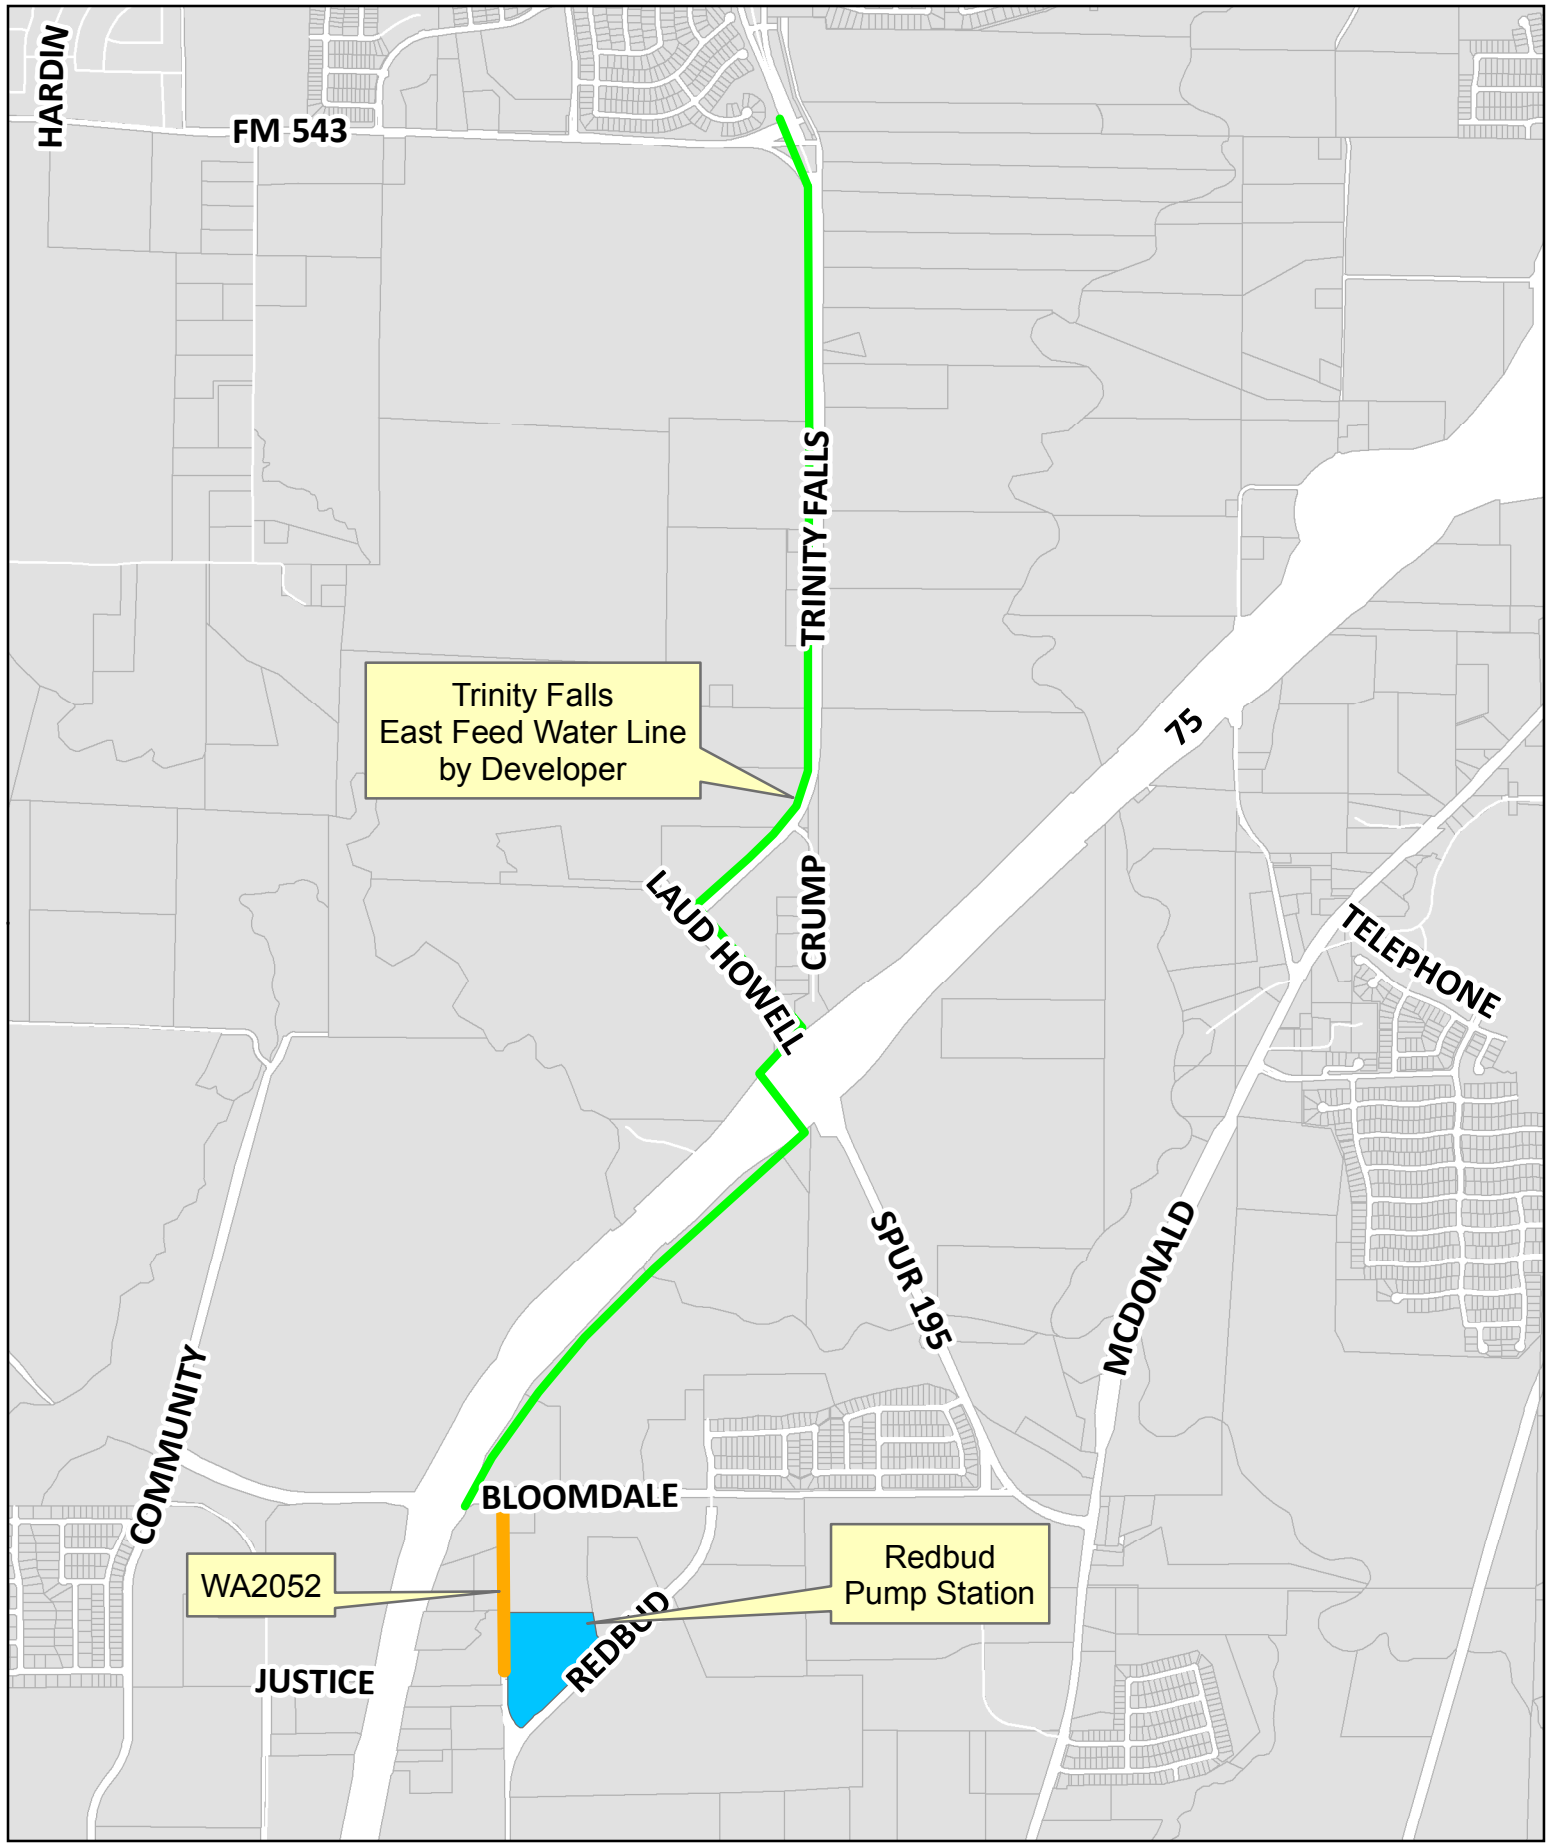 HARDIN
FM 543
TRINITY FALLS
Trinity Falls
East Feed Water Line
by Developer
75
LAUD HOWELL
CRUMP
TELEPHONE
SPUR 195
MCDONALD
COMMUNITY
BLOOMDALE
WA2052
Redbud
Pump Station
REDBUD
JUSTICE